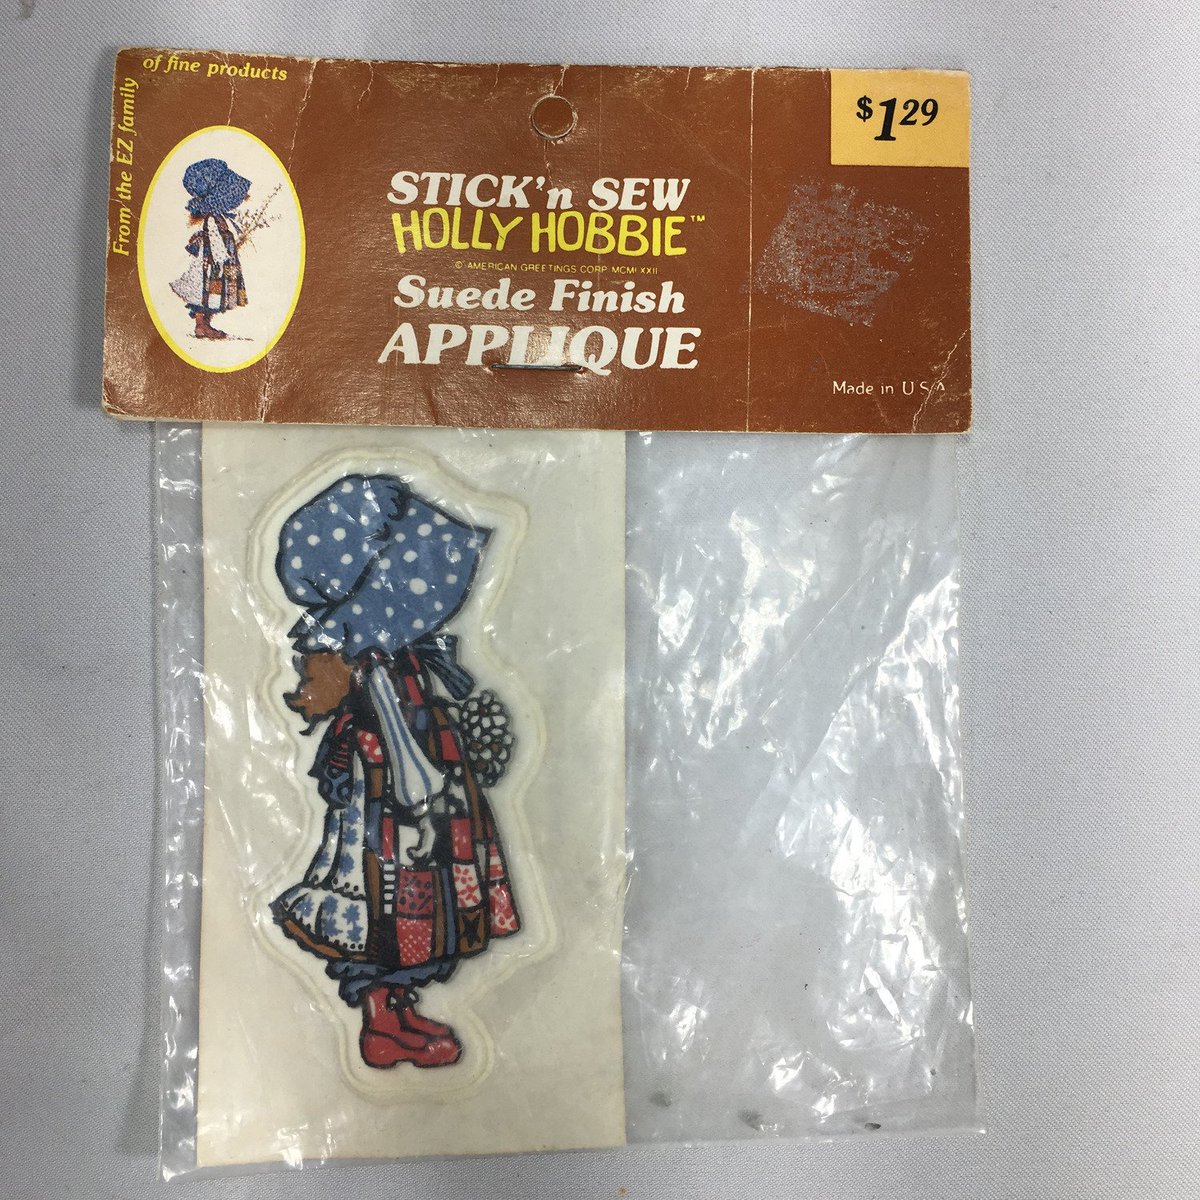 From the EZ family
of fine products
$1 29
STICK'n SEW
HOLLY HOBBIE™
© AMERICAN GREETINGS CORP MCMLXXII
Suede Finish
APPLIQUE
Made in U S A